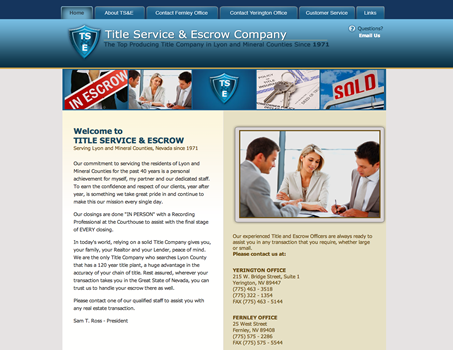 Home
About TS&E
Contact Fernley Office
Contact Yerington Office
Customer Service
Links
TS
E
Title Service & Escrow Company
The Top Producing Title Company in Lyon and Mineral Counties Since 1971
Questions?
Email Us
IN ESCROW
TS
E
SOLD
Welcome to
TITLE SERVICE & ESCROW
Serving Lyon and Mineral Counties, Nevada since 1971
Our commitment to servicing the residents of Lyon and
Mineral Counties for the past 40 years is a personal
achievement for myself, my partner and our dedicated staff.
To earn the confidence and respect of our clients, year after
year, is something we take great pride in and continue to
make this our mission every single day.
Our closings are done "IN PERSON" with a Recording
Professional at the Courthouse to assist with the final stage
of EVERY closing.
In today's world, relying on a solid Title Company gives you,
your family, your Realtor and your Lender, peace of mind.
We are the only Title Company who searches Lyon County
that has a 120 year title plant, a huge advantage in the
accuracy of your chain of title. Rest assured, wherever your
transaction takes you in the Great State of Nevada, you can
trust us to handle your escrow there as well.
Please contact one of our qualified staff to assist you with
any real estate transaction.
Sam T. Ross - President
Our experienced Title and Escrow Officers are always ready to
assist you in any transaction that you require, whether large
or small.
Please contact us at:
YERINGTON OFFICE
215 W. Bridge Street, Suite 1
Yerington, NV 89447
(775) 463 - 3518
(775) 322 - 1354
FAX (775) 463 - 5144
FERNLEY OFFICE
25 West Street
Fernley, NV 89408
(775) 575 - 2286
FAX (775) 575 - 5544